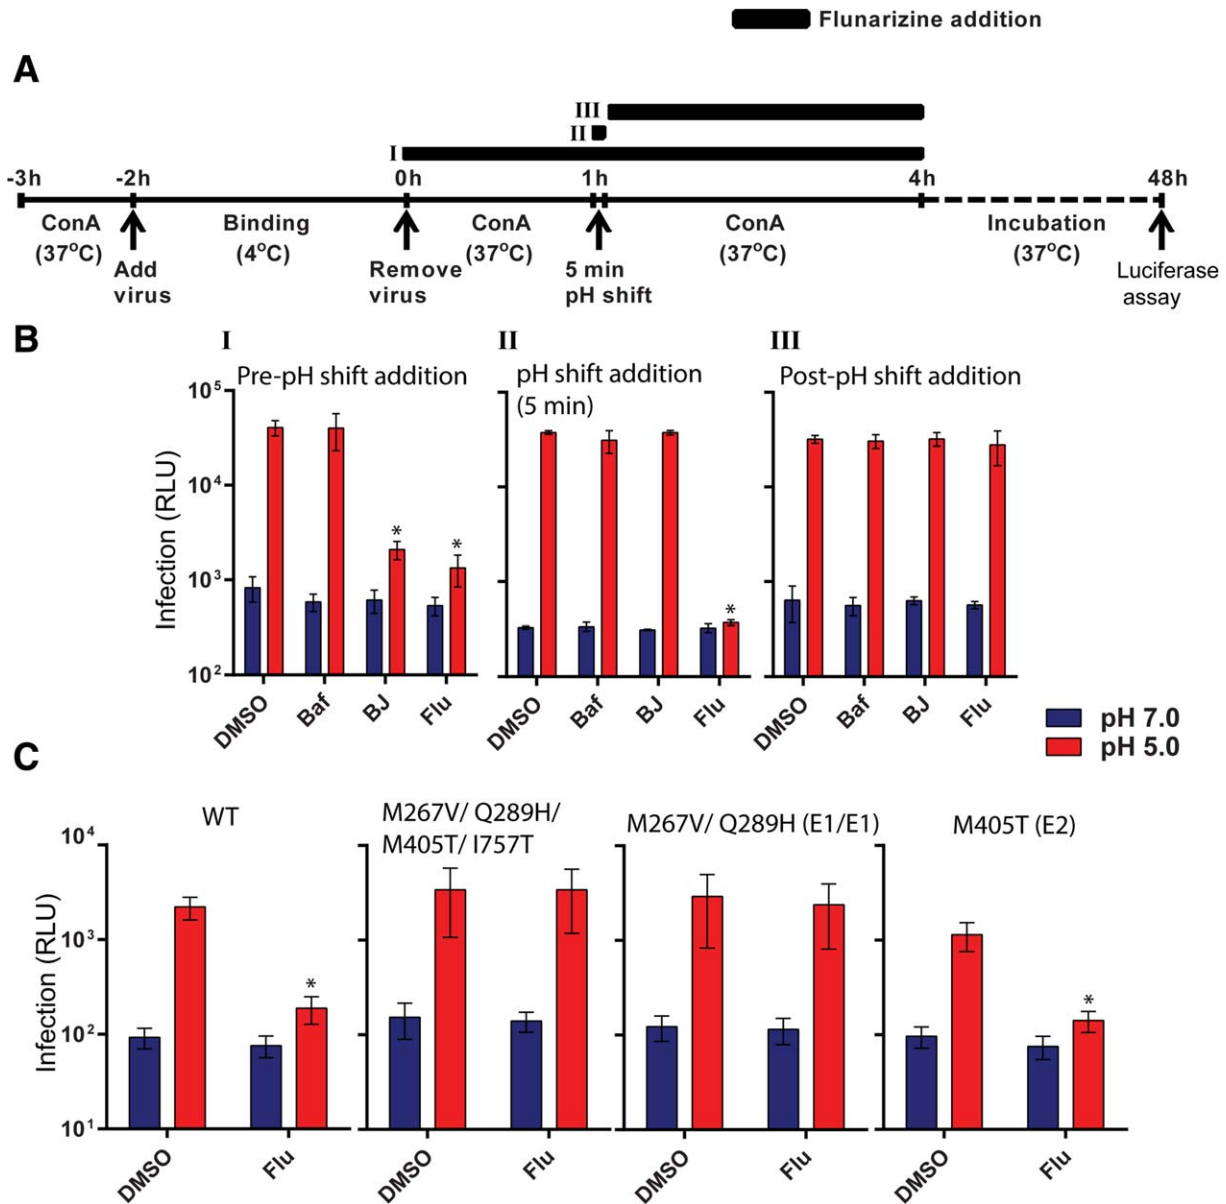 Flunarizine addition
A
III
II
I
-3h -2h 0h 1h 4h 48h
ConA Binding ConA ConA Incubation
(37°C) (4°C) (37°C) (37°C) (37°C)
Add Remove 5 min Luciferase
virus virus pH shift assay
B
I II III
Pre-pH shift addition pH shift addition Post-pH shift addition
(5 min)
Infection (RLU)
10^5
10^4
10^3
10^2
* * *
DMSO Baf BJ Flu DMSO Baf BJ Flu DMSO Baf BJ Flu
pH 7.0
pH 5.0
C
WT M267V/ Q289H/ M267V/ Q289H (E1/E1) M405T (E2)
M405T/ I757T
Infection (RLU)
10^4
10^3
10^2
10^1
* *
DMSO Flu DMSO Flu DMSO Flu DMSO Flu